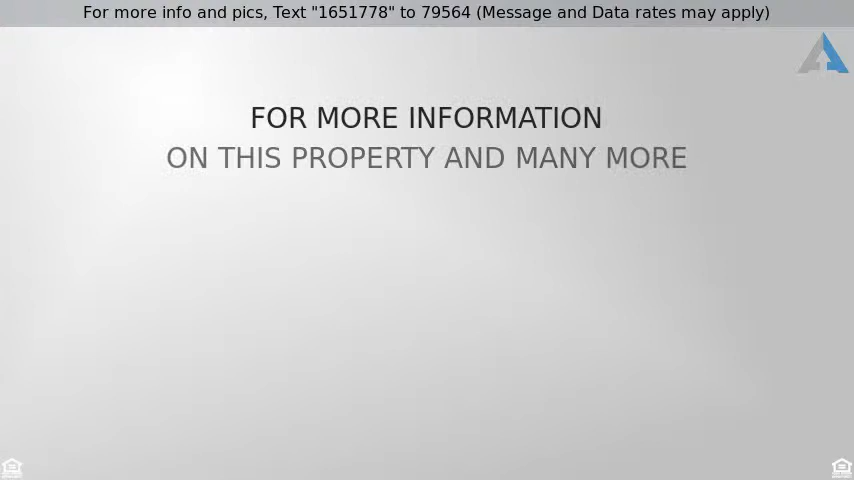 For more info and pics, Text "1651778" to 79564 (Message and Data rates may apply)
FOR MORE INFORMATION
ON THIS PROPERTY AND MANY MORE